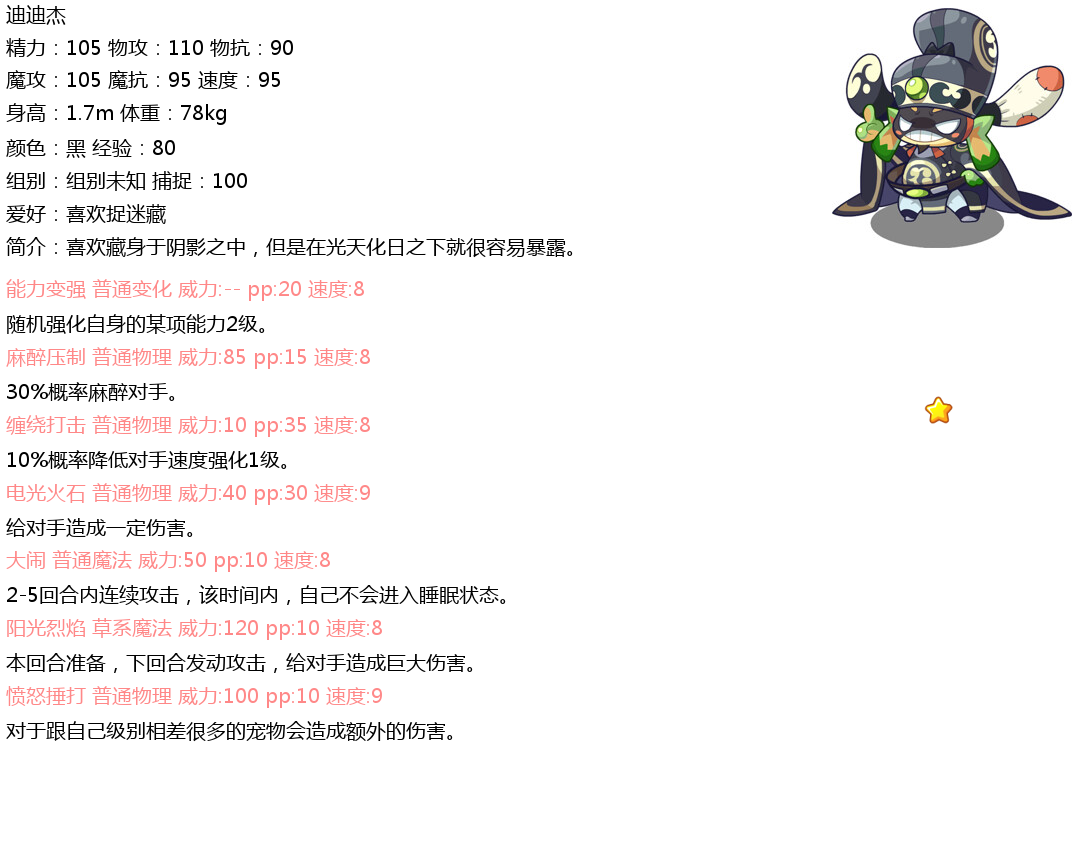 迪迪杰
精力：105 物攻：110 物抗：90
魔攻：105 魔抗：95 速度：95
身高：1.7m 体重：78kg
颜色：黑 经验：80
组别：组别未知 捕捉：100
爱好：喜欢捉迷藏
简介：喜欢藏身于阴影之中，但是在光天化日之下就很容易暴露。
能力变强 普通变化 威力:-- pp:20 速度:8
随机强化自身的某项能力2级。
麻醉压制 普通物理 威力:85 pp:15 速度:8
30%概率麻醉对手。
缠绕打击 普通物理 威力:10 pp:35 速度:8
10%概率降低对手速度强化1级。
电光火石 普通物理 威力:40 pp:30 速度:9
给对手造成一定伤害。
大闹 普通魔法 威力:50 pp:10 速度:8
2-5回合内连续攻击，该时间内，自己不会进入睡眠状态。
阳光烈焰 草系魔法 威力:120 pp:10 速度:8
本回合准备，下回合发动攻击，给对手造成巨大伤害。
愤怒捶打 普通物理 威力:100 pp:10 速度:9
对于跟自己级别相差很多的宠物会造成额外的伤害。